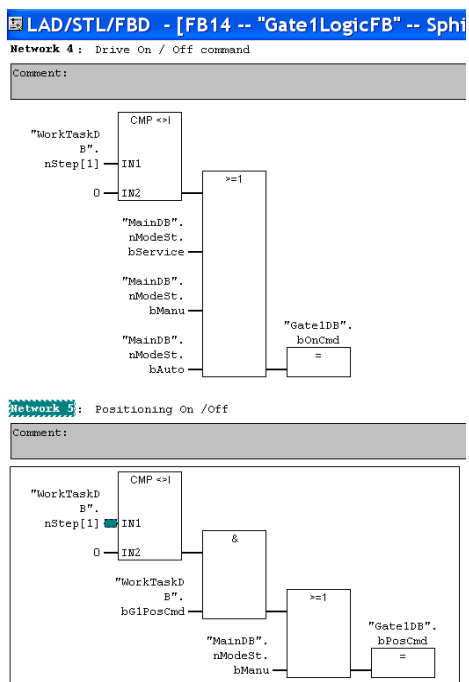 LAD/STL/FBD - [FB14 -- "Gate1LogicFB" -- Sphi
Network 4: Drive On / Off command
Comment:
CMP <>I
"WorkTaskD
B".
nStep[1]
IN1
0
IN2
>=1
"MainDB".
nModeSt.
bService
"MainDB".
nModeSt.
bManu
"MainDB".
nModeSt.
bAuto
"Gate1DB".
bOnCmd
=
Network 5: Positioning On /Off
Comment:
CMP <>I
"WorkTaskD
B".
nStep[1]
IN1
0
IN2
&
"WorkTaskD
B".
bG1PosCmd
>=1
"MainDB".
nModeSt.
bManu
"Gate1DB".
bPosCmd
=